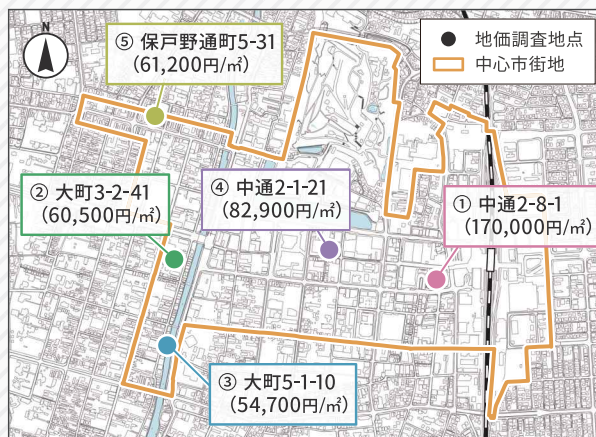 N
⑤ 保戸野通町5-31
（61,200円/㎡）
地価調査地点
中心市街地
② 大町3-2-41
（60,500円/㎡）
④ 中通2-1-21
（82,900円/㎡）
① 中通2-8-1
（170,000円/㎡）
③ 大町5-1-10
（54,700円/㎡）